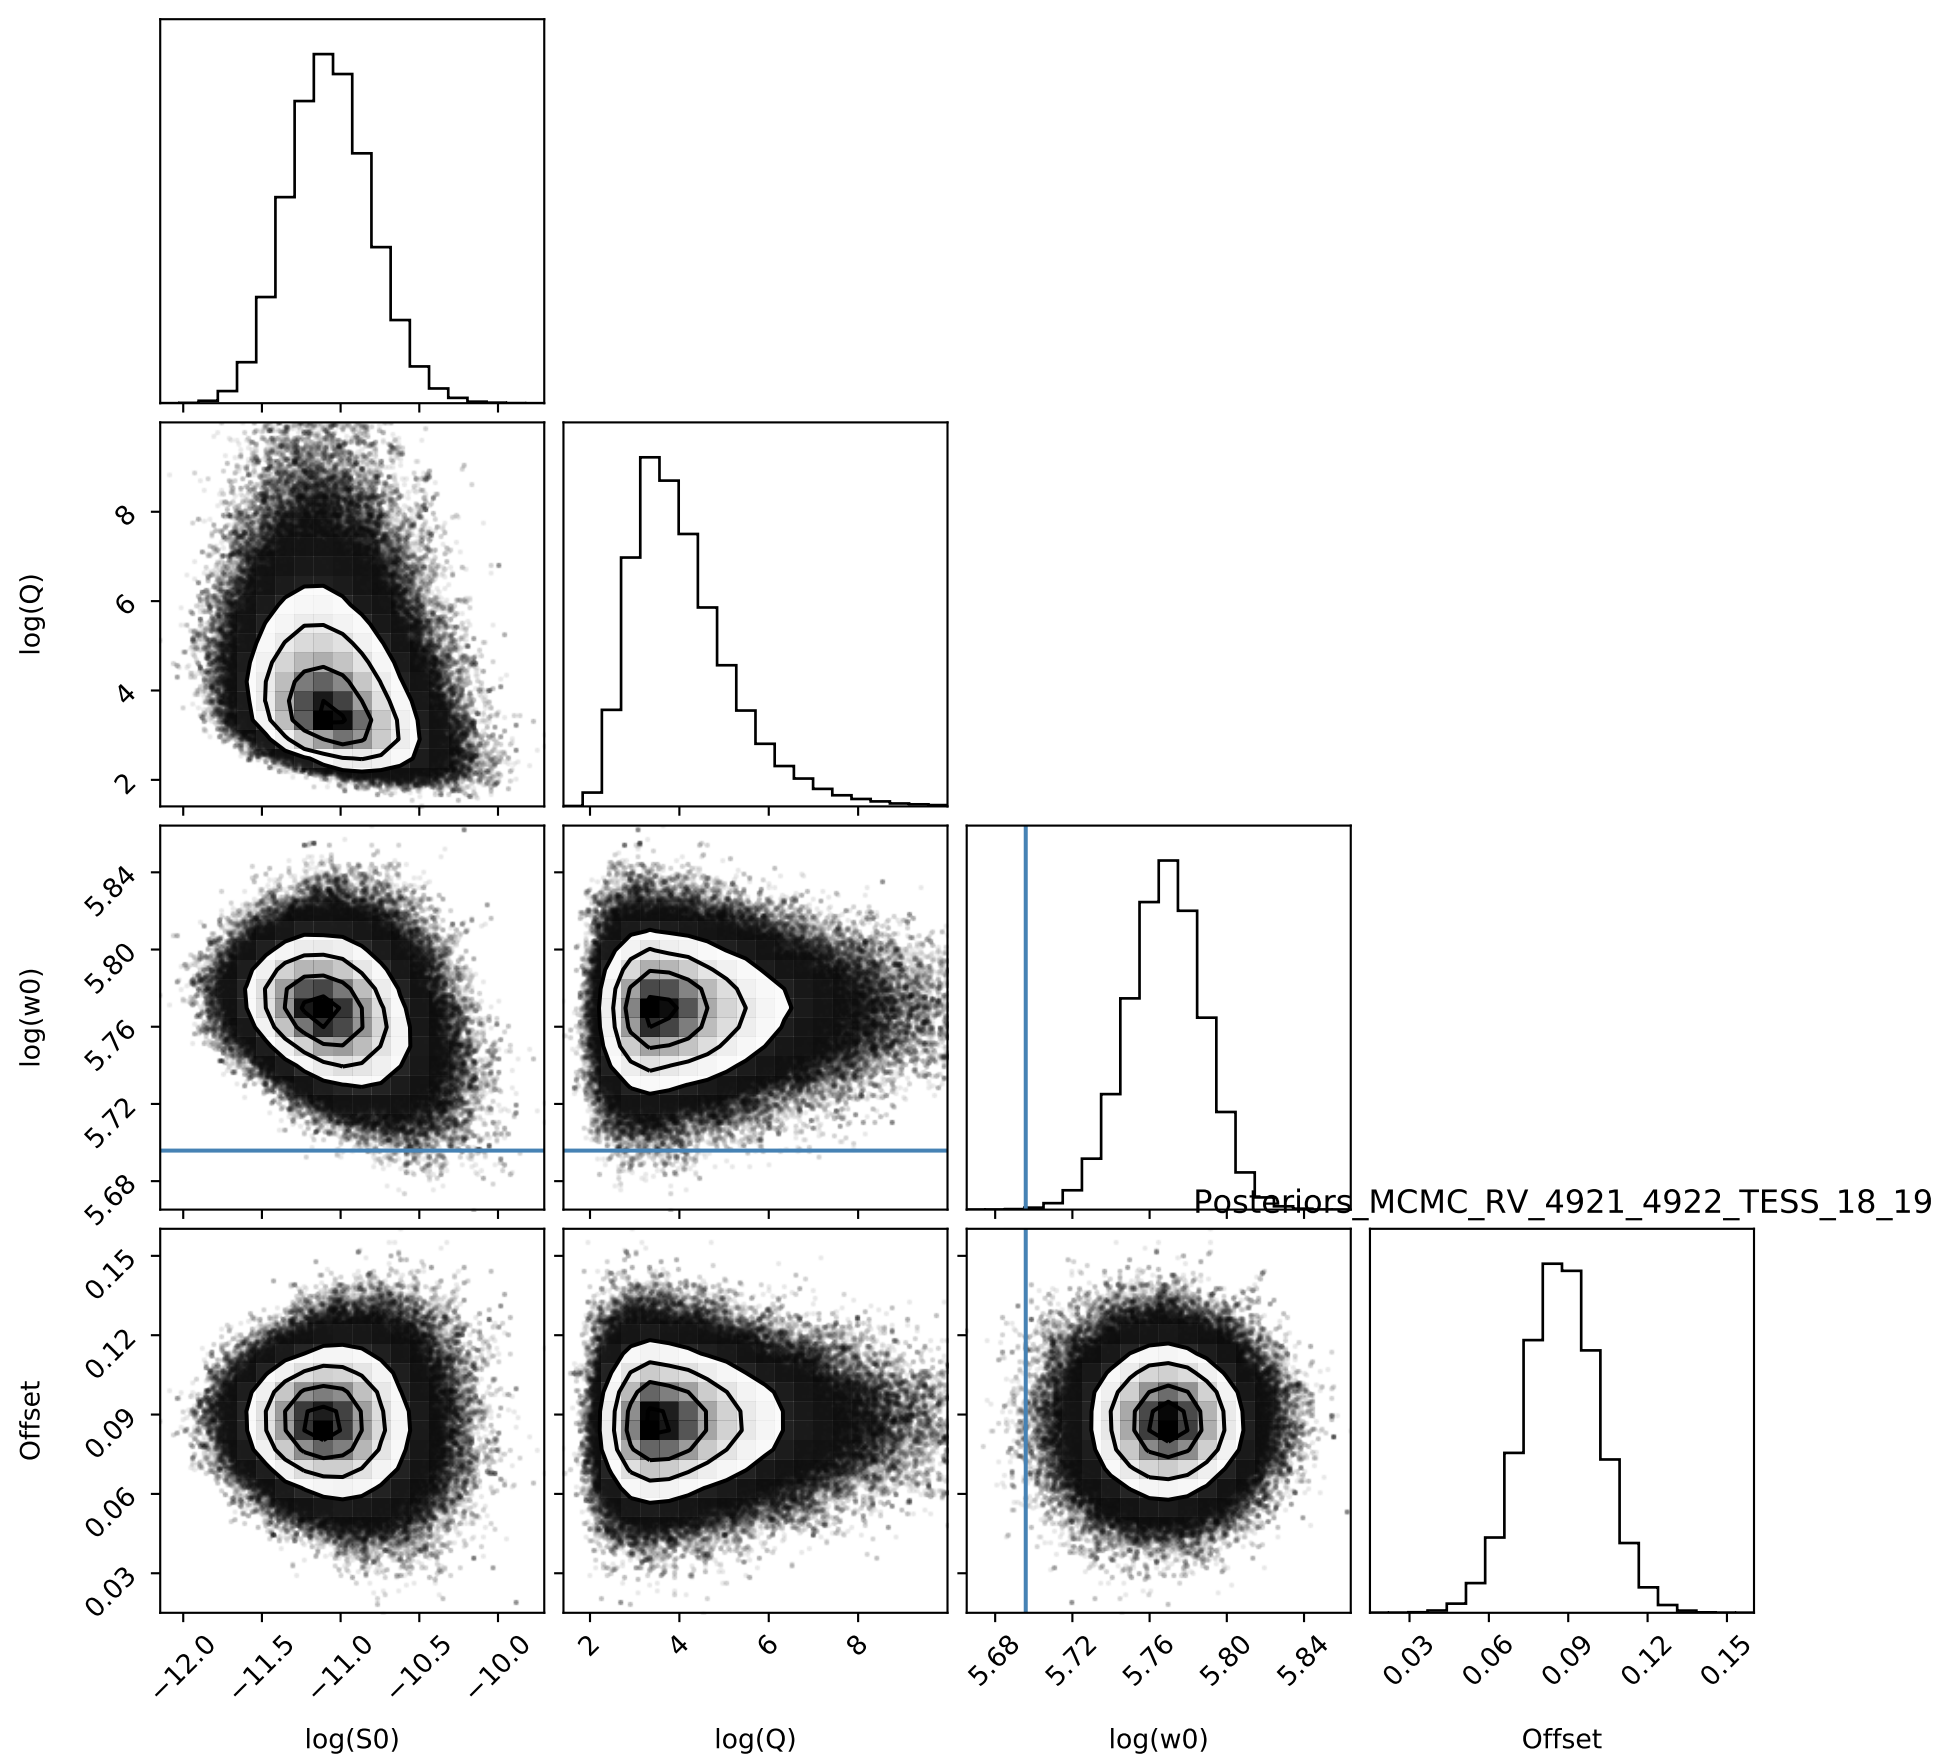 8
6
4
2
log(Q)
5.84
5.80
5.76
5.72
5.68
log(w0)
Posteriors_MCMC_RV_4921_4922_TESS_18_19
0.15
0.12
0.09
0.06
0.03
Offset
−12.0 −11.5 −11.0 −10.5 −10.0
2 4 6 8
5.68 5.72 5.76 5.80 5.84
0.03 0.06 0.09 0.12 0.15
log(S0) log(Q) log(w0) Offset